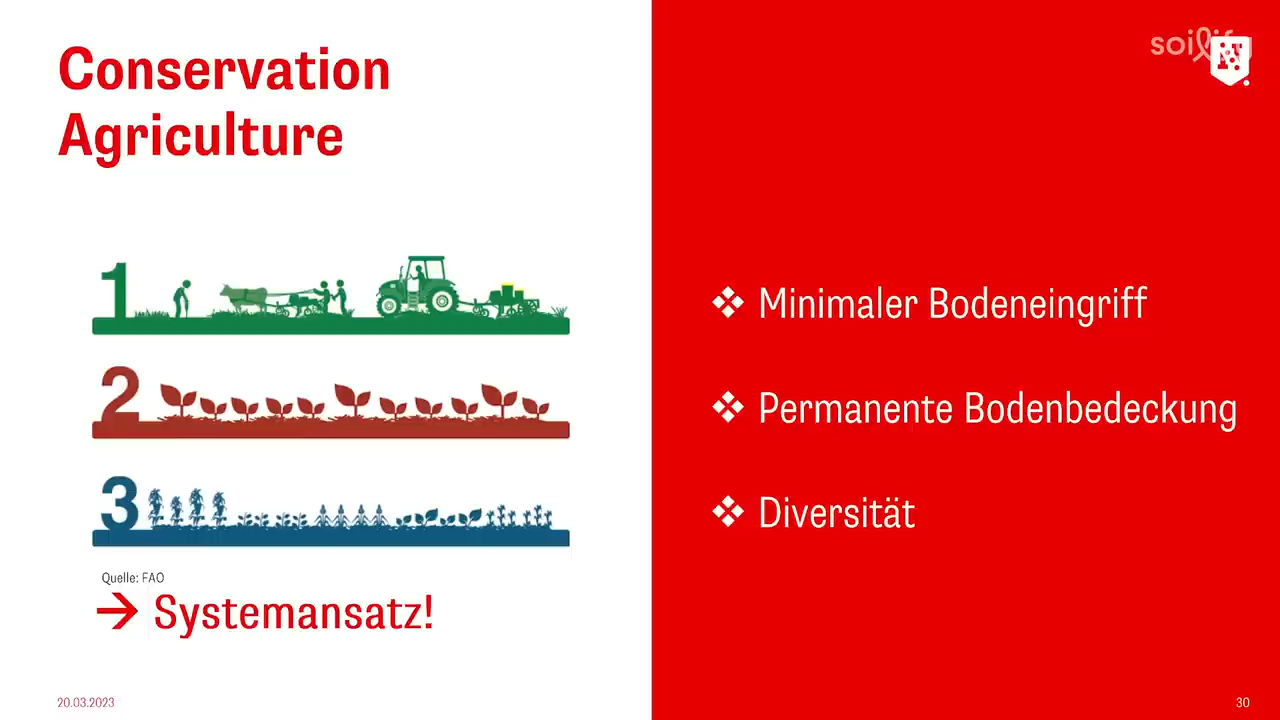 Conservation
Agriculture
1
2
3
Quelle: FAO
→ Systemansatz!
20.03.2023
❖ Minimaler Bodeneingriff
❖ Permanente Bodenbedeckung
❖ Diversität
30